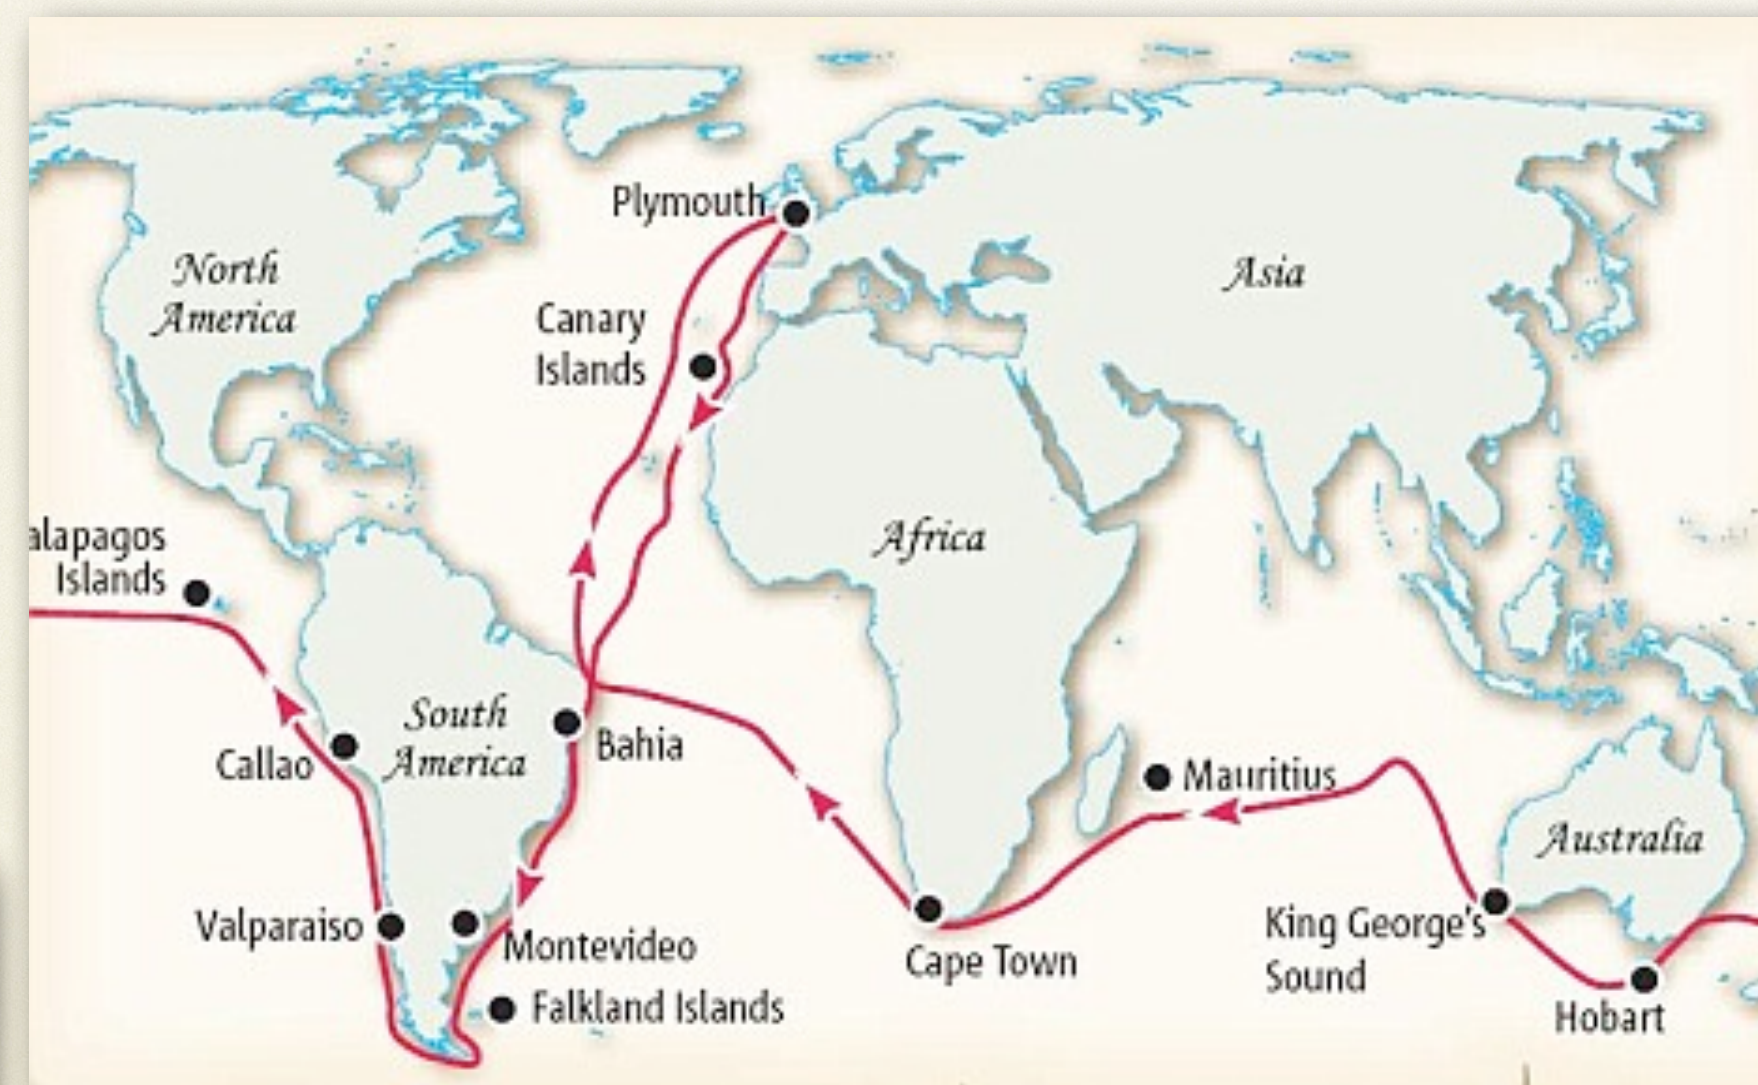 Plymouth
North
America
Asia
Canary
Islands
alapagos
Islands
Africa
South
America
Bahia
Callao
Mauritius
Australia
Valparaiso
Montevideo
King George's
Sound
Cape Town
Falkland Islands
Hobart